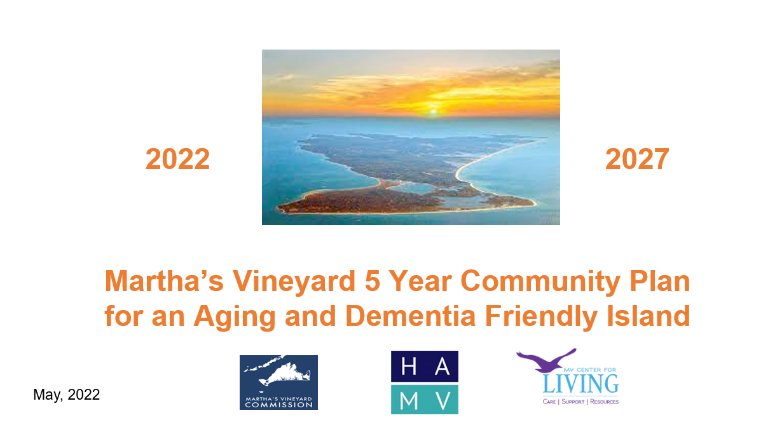 2022
2027
Martha's Vineyard 5 Year Community Plan
for an Aging and Dementia Friendly Island
May, 2022
MARTHA'S VINEYARD
COMMISSION
H A
M V
MV CENTER FOR
LIVING
CARE | SUPPORT | RESOURCES